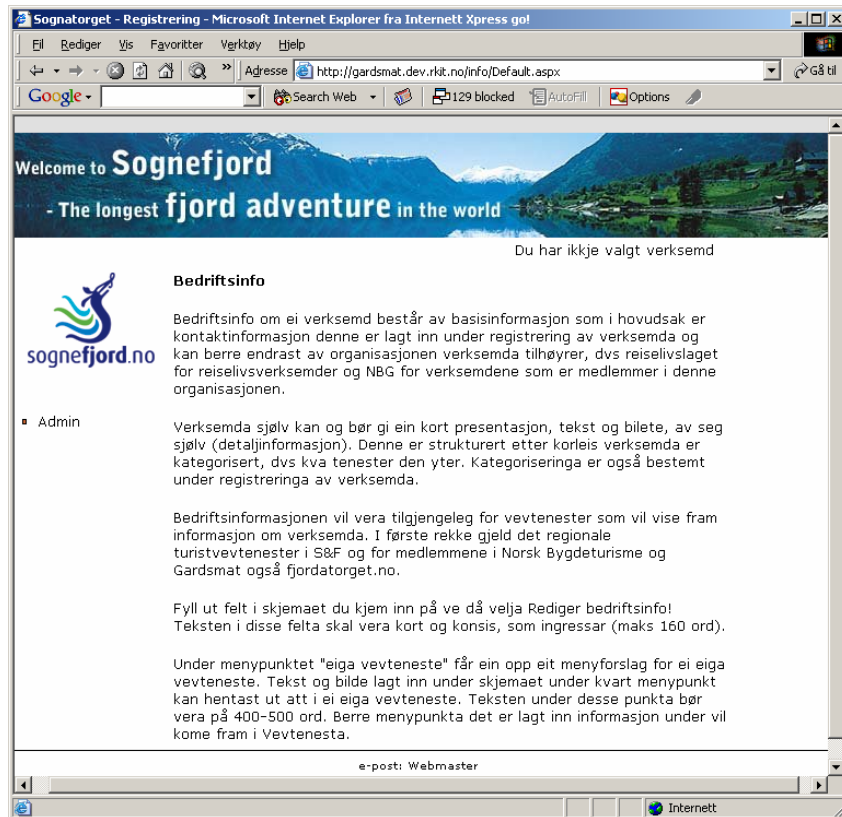 Sognatorget - Registrering - Microsoft Internet Explorer fra Internett Xpress go!
Fil Rediger Vis Favoritter Verktøy Hjelp
» Adresse http://gardsmat.dev.rkit.no/info/Default.aspx Gå til
Google Search Web 129 blocked AutoFill Options
Welcome to Sognefjord
- The longest fjord adventure in the world
Du har ikkje valgt verksemd
sognefjord.no
Admin
Bedriftsinfo
Bedriftsinfo om ei verksemd består av basisinformasjon som i hovudsak er
kontaktinformasjon denne er lagt inn under registrering av verksemda og
kan berre endrast av organisasjonen verksemda tilhøyrer, dvs reiselivslaget
for reiselivsverksemder og NBG for verksemdene som er medlemmer i denne
organisasjonen.
Verksemda sjølv kan og bør gi ein kort presentasjon, tekst og bilete, av seg
sjølv (detaljinformasjon). Denne er strukturert etter korleis verksemda er
kategorisert, dvs kva tenester den yter. Kategoriseringa er også bestemt
under registreringa av verksemda.
Bedriftsinformasjonen vil vera tilgjengeleg for vevtenester som vil vise fram
informasjon om verksemda. I første rekke gjeld det regionale
turistvevtenester i S&F og for medlemmene i Norsk Bygdeturisme og
Gardsmat også fjordatorget.no.
Fyll ut felt i skjemaet du kjem inn på ve då velja Rediger bedriftsinfo!
Teksten i disse felta skal vera kort og konsis, som ingressar (maks 160 ord).
Under menypunktet "eiga vevteneste" får ein opp eit menyforslag for ei eiga
vevteneste. Tekst og bilde lagt inn under skjemaet under kvart menypunkt
kan hentast ut att i ei eiga vevteneste. Teksten under desse punkta bør
vera på 400-500 ord. Berre menypunkta det er lagt inn informasjon under vil
kome fram i Vevtenesta.
e-post: Webmaster
Internett